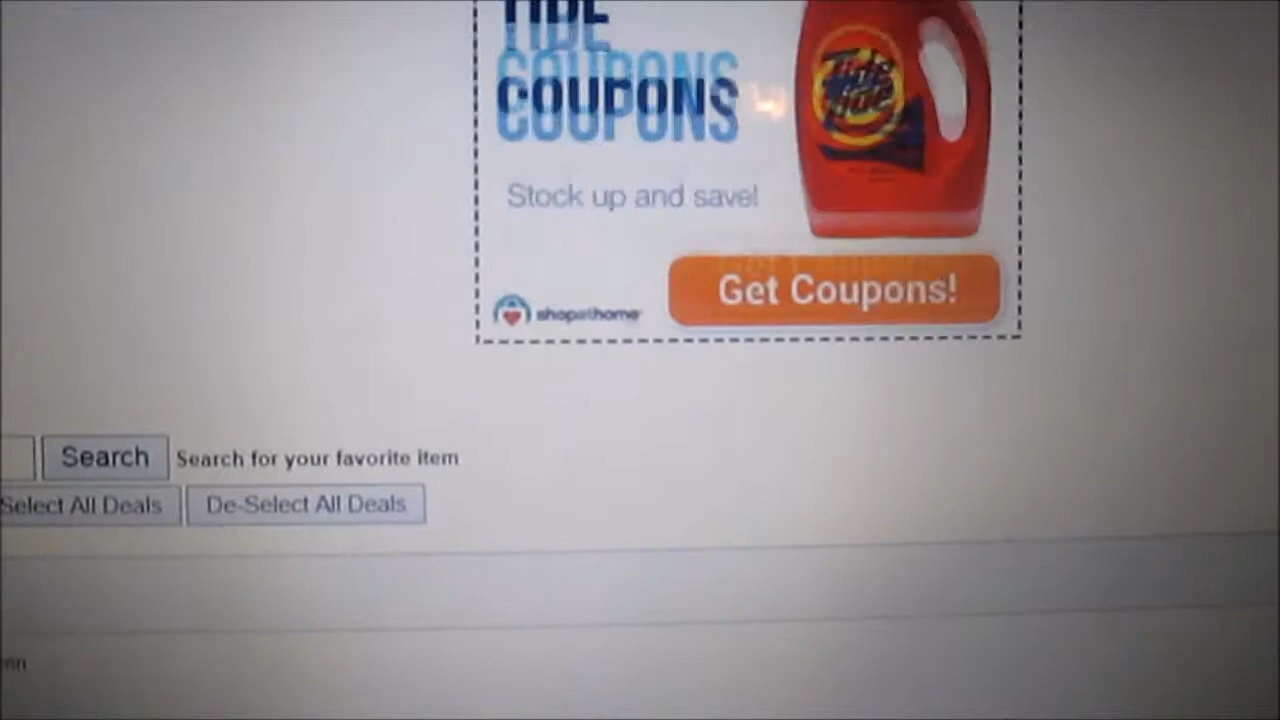 TIDE
COUPONS
Tide
Stock up and save!
Get Coupons!
shopathome
Search
Search for your favorite item
Select All Deals
De-Select All Deals